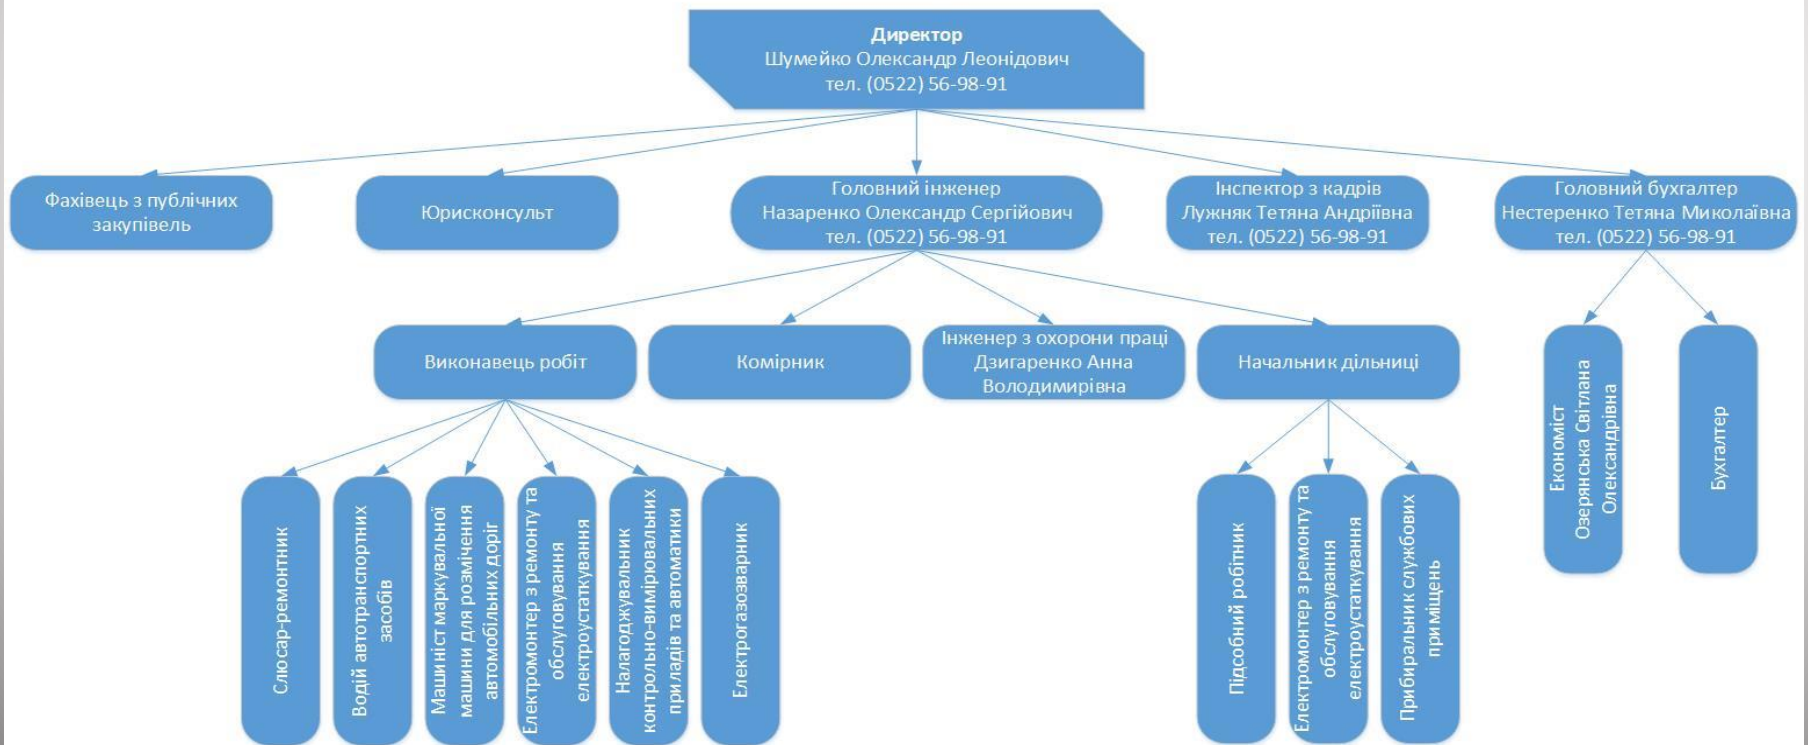 Директор
Шумейко Олександр Леонідович
тел. (0522) 56-98-91
Фахівець з публічних
закупівель
Юрисконсульт
Головний інженер
Назаренко Олександр Сергійович
тел. (0522) 56-98-91
Інспектор з кадрів
Лужняк Тетяна Андріївна
тел. (0522) 56-98-91
Головний бухгалтер
Нестеренко Тетяна Миколаївна
тел. (0522) 56-98-91
Виконавець робіт
Комірник
Інженер з охорони праці
Дзигаренко Анна
Володимирівна
Начальник дільниці
Економіст
Озерянська Світлана
Олександрівна
Бухгалтер
Слюсар-ремонтник
Водій автотранспортних
засобів
Машиніст маркувальної
машини для розмічення
автомобільних доріг
Електромонтер з ремонту та
обслуговування
електроустаткування
Налагоджувальник
контрольно-вимірювальних
приладів та автоматики
Електрогазозварник
Підсобний робітник
Електромонтер з ремонту та
обслуговування
електроустаткування
Прибиральник службових
приміщень